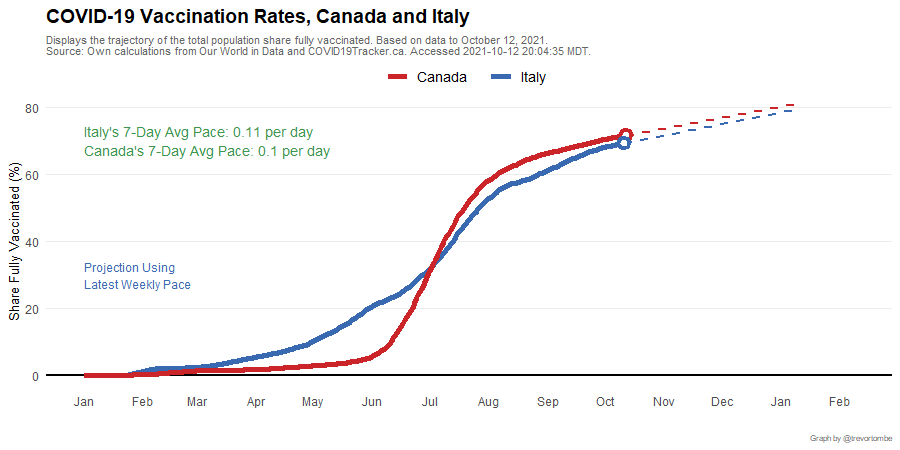 COVID-19 Vaccination Rates, Canada and Italy
Displays the trajectory of the total population share fully vaccinated. Based on data to October 12, 2021.
Source: Own calculations from Our World in Data and COVID19Tracker.ca. Accessed 2021-10-12 20:04:35 MDT.
Canada Italy
80
60
40
20
0
Share Fully Vaccinated (%)
Italy's 7-Day Avg Pace: 0.11 per day
Canada's 7-Day Avg Pace: 0.1 per day
Projection Using
Latest Weekly Pace
Jan Feb Mar Apr May Jun Jul Aug Sep Oct Nov Dec Jan Feb
Graph by @trevortombe